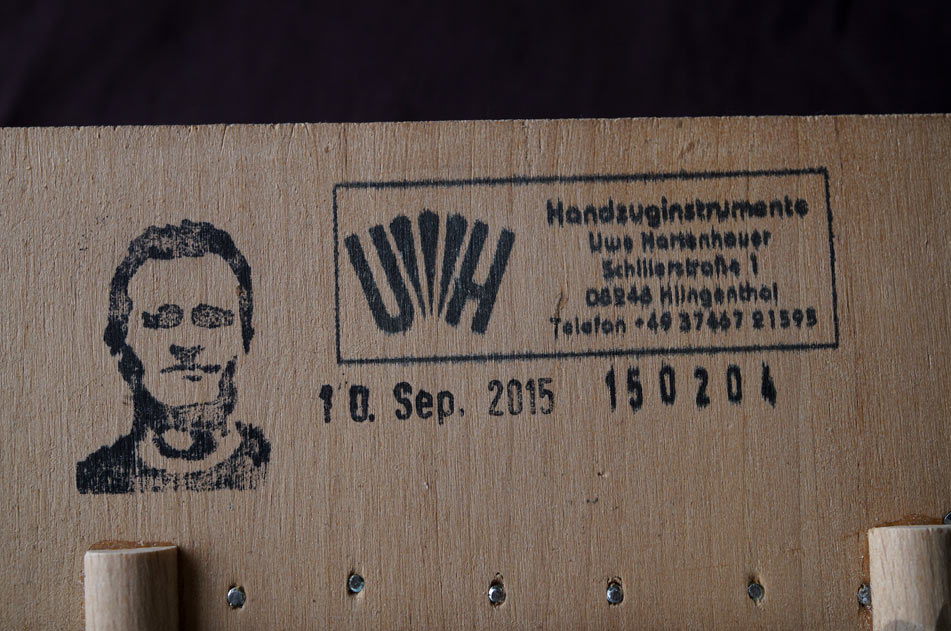 UH
Handzuginstrumente
Uwe Hartenhauer
Schillerstraße 1
08248 Klingenthal
Telefon +49 37467 21595
10. Sep. 2015
150204